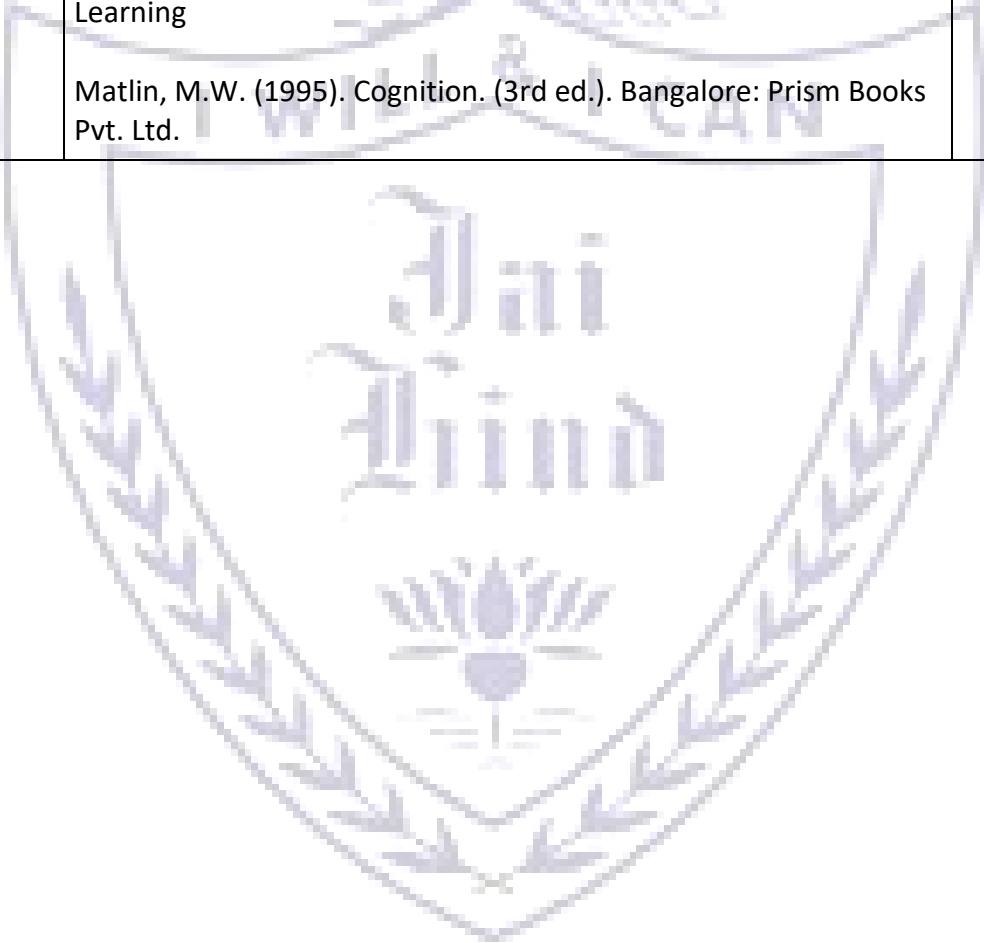 Learning
Matlin, M.W. (1995). Cognition. (3rd ed.). Bangalore: Prism Books
Pvt. Ltd.
I WILL & I CAN
Jai
Hind